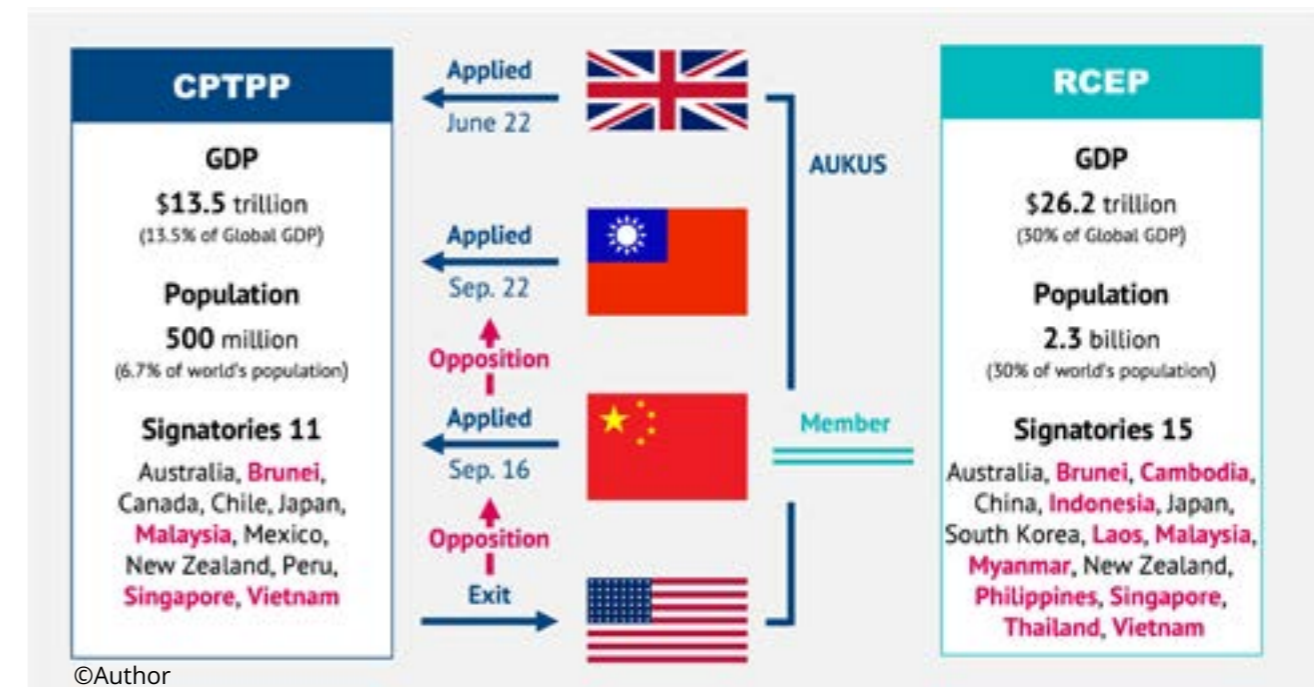 CPTPP
GDP
$13.5 trillion
(13.5% of Global GDP)
Population
500 million
(6.7% of world's population)
Signatories 11
Australia, Brunei,
Canada, Chile, Japan,
Malaysia, Mexico,
New Zealand, Peru,
Singapore, Vietnam
Applied
June 22
Applied
Sep. 22
Opposition
Applied
Sep. 16
Opposition
Exit
AUKUS
Member
RCEP
GDP
$26.2 trillion
(30% of Global GDP)
Population
2.3 billion
(30% of world's population)
Signatories 15
Australia, Brunei, Cambodia,
China, Indonesia, Japan,
South Korea, Laos, Malaysia,
Myanmar, New Zealand,
Philippines, Singapore,
Thailand, Vietnam
©Author